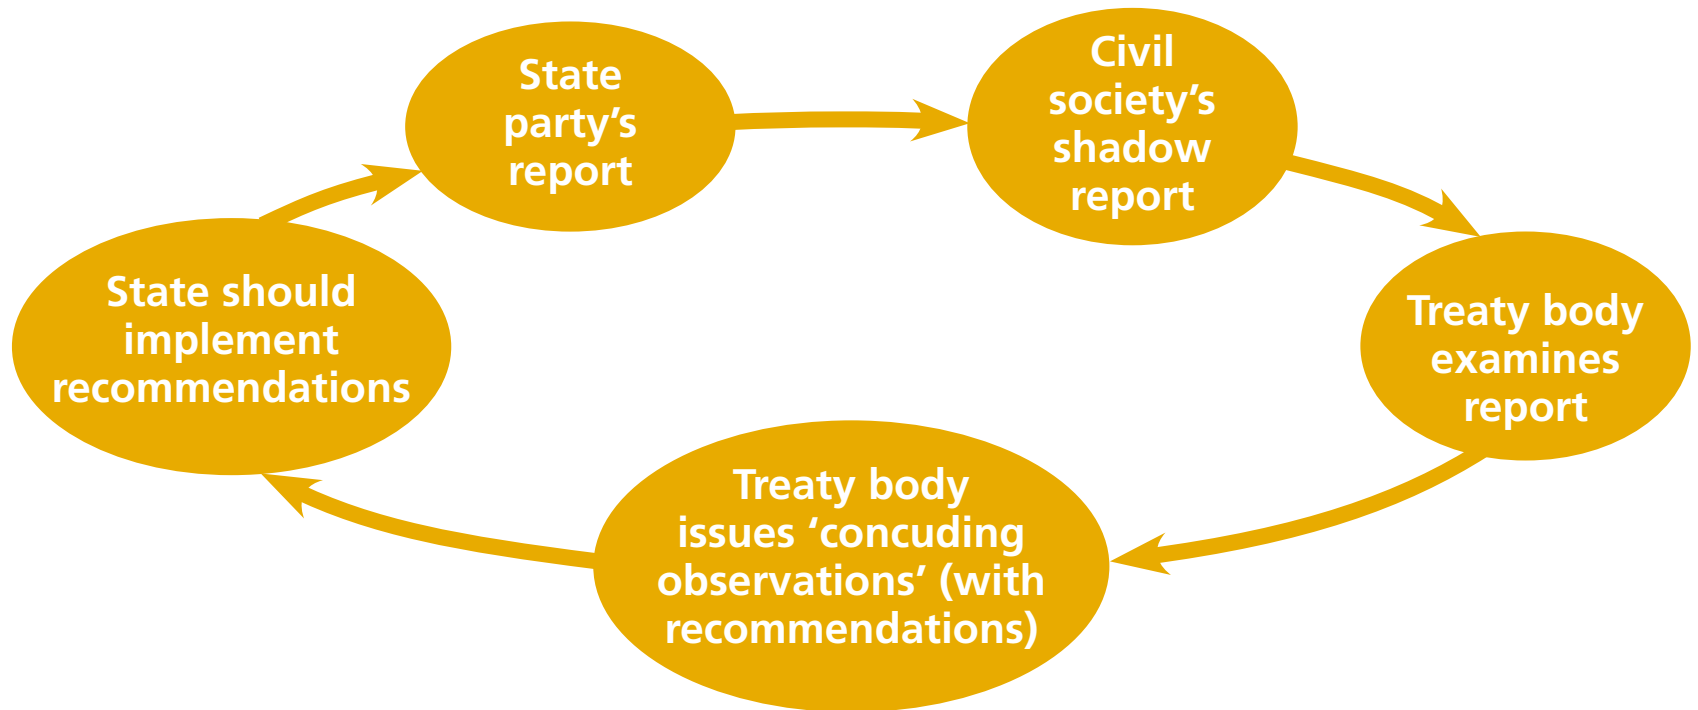 State
party’s
report
Civil
society’s
shadow
report
Treaty body
examines
report
Treaty body
issues ‘concuding
observations’ (with
recommendations)
State should
implement
recommendations